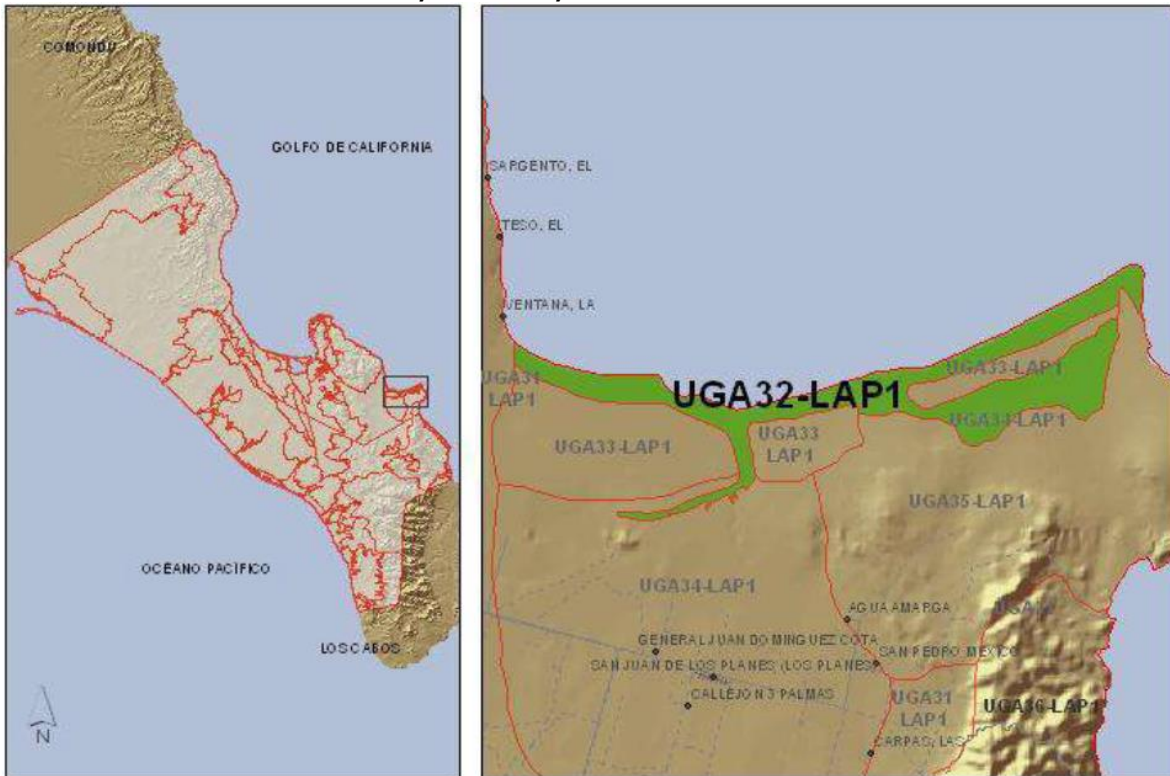 COMONDÚ
GOLFO DE CALIFORNIA
OCÉANO PACÍFICO
LOS CABOS
N
SARGENTO, EL
TESO, EL
VENTANA, LA
UGA31
LAP1
UGA32-LAP1
UGA33-LAP1
UGA33-LAP1
UGA33
LAP1
UGA34-LAP1
UGA35-LAP1
UGA34-LAP1
AGUA AMARGA
GENERAL JUAN DOMINGUEZ COTA
SAN PEDRO MEXICO
SAN JUAN DE LOS PLANES (LOS PLANES)
CALLEJON 3 PALMAS
UGA31
LAP1
UGA36-LAP1
CARPAS, LAS